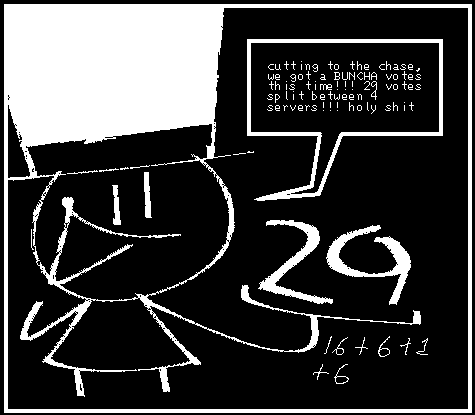 cutting to the chase,
we got a BUNCHA votes
this time!!! 29 votes
split between 4
servers!!! holy shit
29
16+6+1
+6